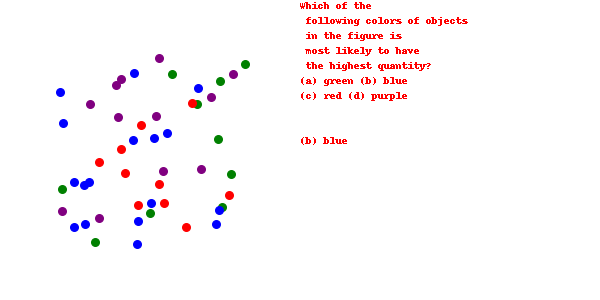 Which of the
following colors of objects
in the figure is
most likely to have
the highest quantity?
(a) green (b) blue
(c) red (d) purple
(b) blue